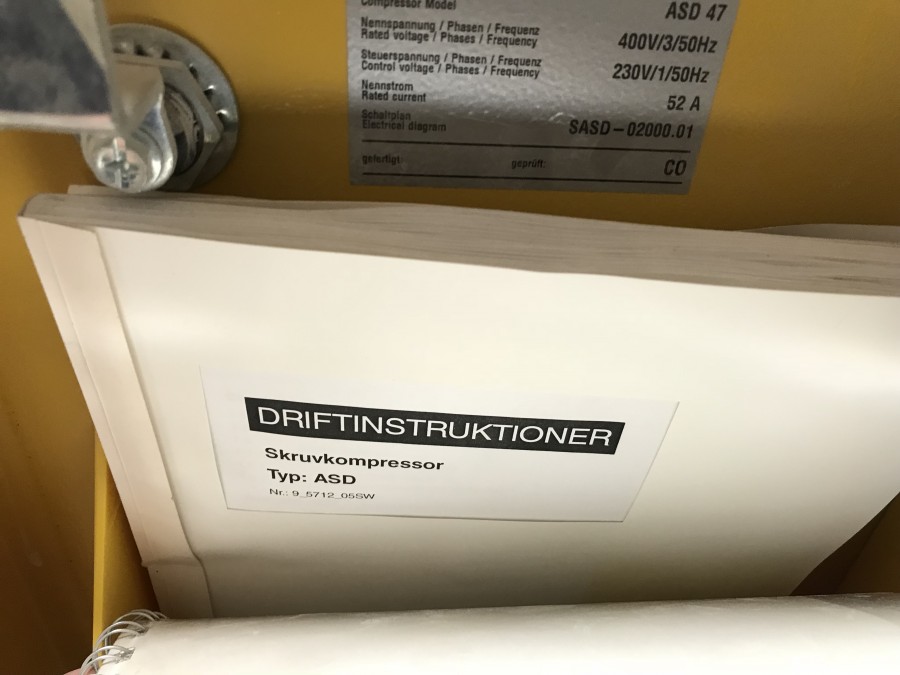 Compressor Model ASD 47
Nennspannung / Phasen / Frequenz
Rated voltage / Phases / Frequency 400V/3/50Hz
Steuerspannung / Phasen / Frequenz
Control voltage / Phases / Frequency 230V/1/50Hz
Nennstrom
Rated current 52 A
Schaltplan
Electrical diagram SASD-02000.01
gefertigt: geprüft: CO
DRIFTINSTRUKTIONER
Skruvkompressor
Typ: ASD
Nr.: 9_5712_05SW